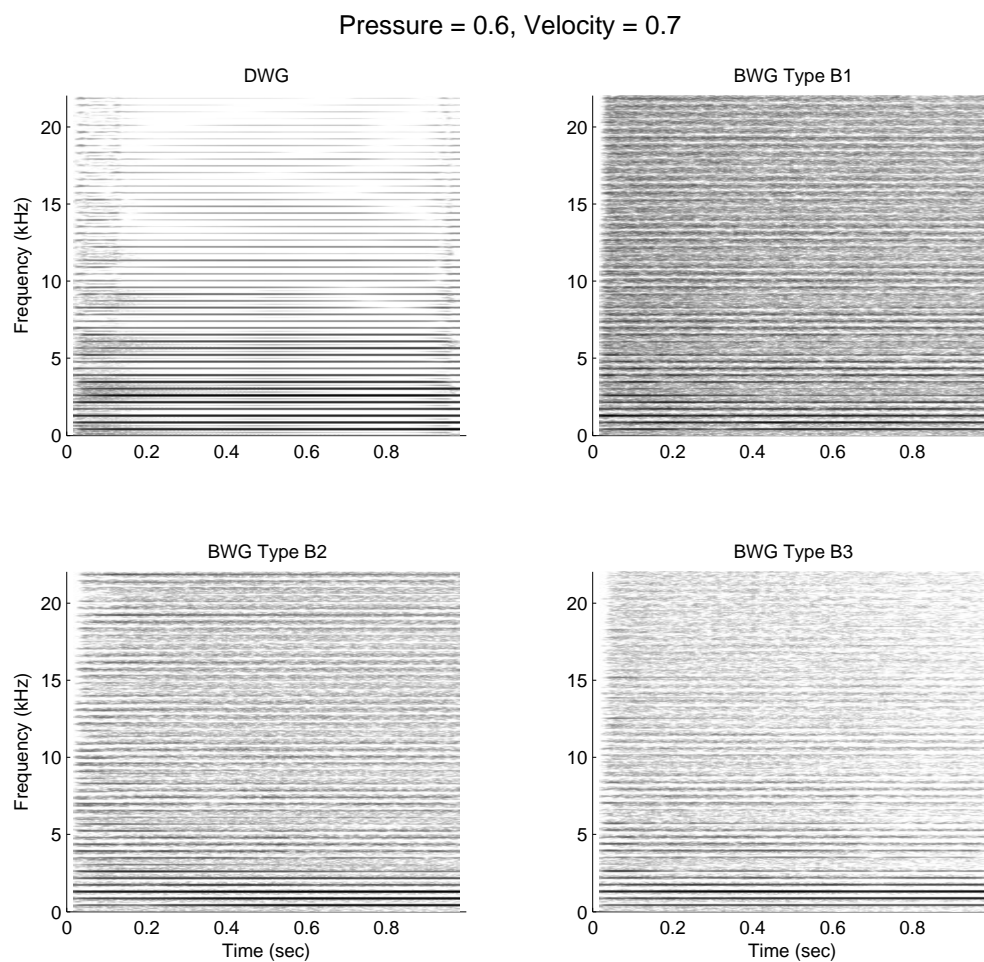 Pressure = 0.6, Velocity = 0.7
DWG
BWG Type B1
20
15
10
5
0
Frequency (kHz)
0 0.2 0.4 0.6 0.8
20
15
10
5
0
0 0.2 0.4 0.6 0.8
BWG Type B2
BWG Type B3
20
15
10
5
0
Frequency (kHz)
0 0.2 0.4 0.6 0.8
Time (sec)
20
15
10
5
0
0 0.2 0.4 0.6 0.8
Time (sec)